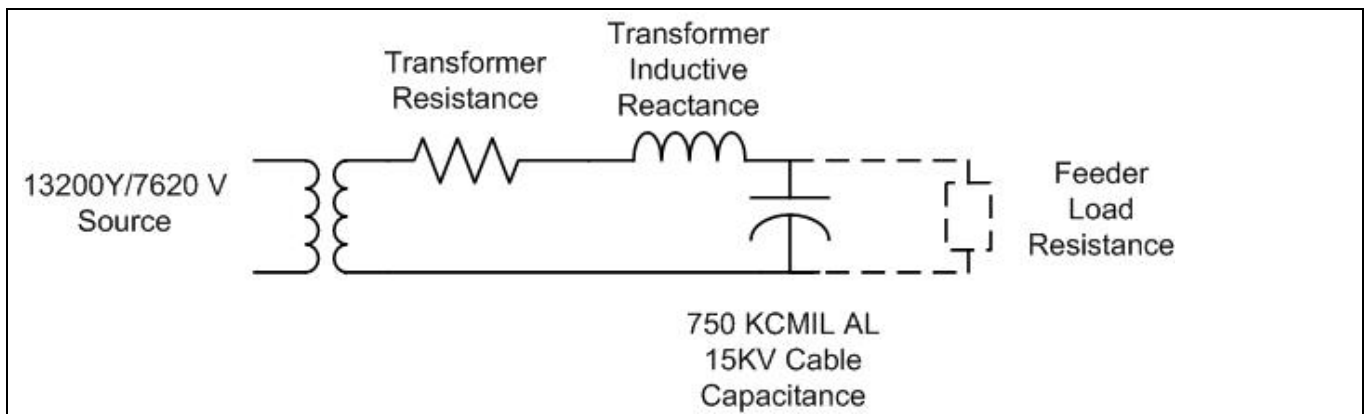 Transformer
Resistance
Transformer
Inductive
Reactance
13200Y/7620 V
Source
Feeder
Load
Resistance
750 KCMIL AL
15KV Cable
Capacitance